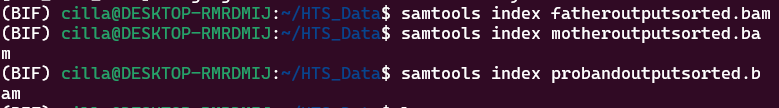 (BIF) cilla@DESKTOP-RMRDMIJ:~/HTS_Data$ samtools index fatheroutputsorted.bam
(BIF) cilla@DESKTOP-RMRDMIJ:~/HTS_Data$ samtools index motheroutputsorted.ba
m
(BIF) cilla@DESKTOP-RMRDMIJ:~/HTS_Data$ samtools index probandoutputsorted.b
am